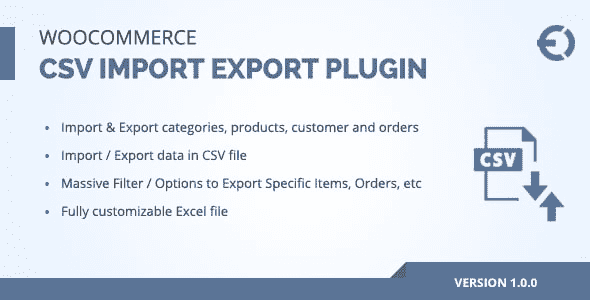 WOOCOMMERCE
CSV IMPORT EXPORT PLUGIN
• Import & Export categories, products, customer and orders
• Import / Export data in CSV file
• Massive Filter / Options to Export Specific Items, Orders, etc
• Fully customizable Excel file
CSV
VERSION 1.0.0